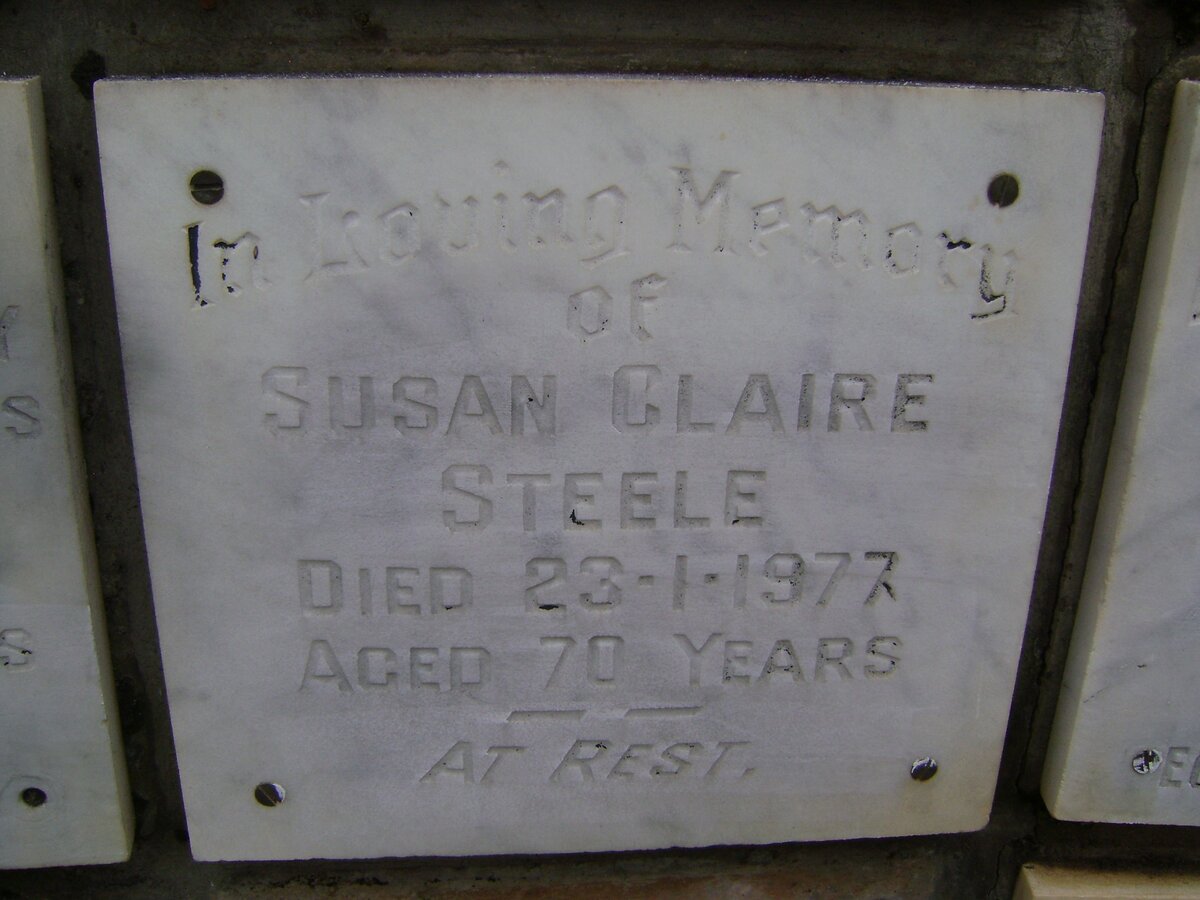 In Loving Memory
of
SUSAN CLAIRE
STEELE
DIED 23·1·1977
AGED 70 YEARS
AT REST.